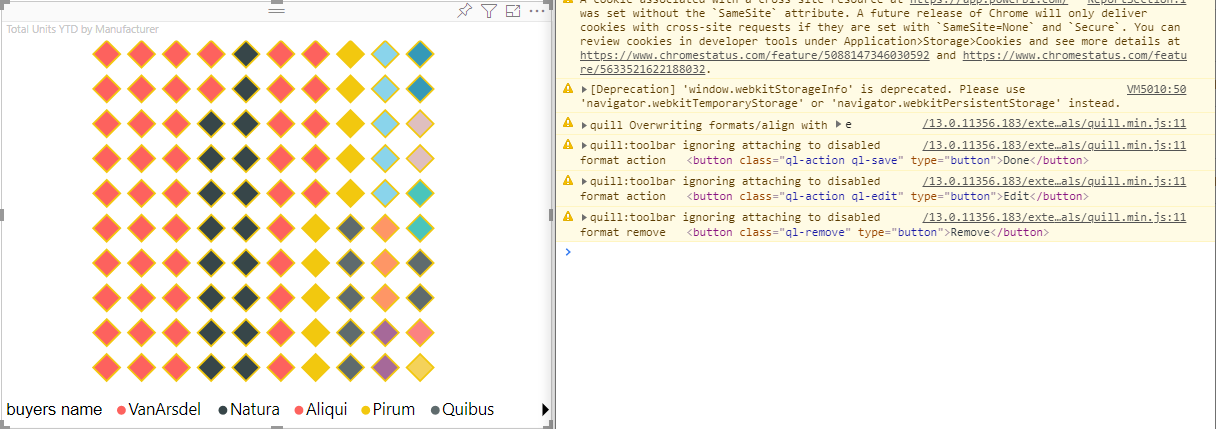 Total Units YTD by Manufacturer
buyers name VanArsdel Natura Aliqui Pirum Quibus
was set without the `SameSite` attribute. A future release of Chrome will only deliver
cookies with cross-site requests if they are set with `SameSite=None` and `Secure`. You can
review cookies in developer tools under Application>Storage>Cookies and see more details at
https://www.chromestatus.com/feature/5088147346030592 and https://www.chromestatus.com/featu
re/5633521622188032.
[Deprecation] 'window.webkitStorageInfo' is deprecated. Please use VM5010:50
'navigator.webkitTemporaryStorage' or 'navigator.webkitPersistentStorage' instead.
quill Overwriting formats/align with e /13.0.11356.183/exte…als/quill.min.js:11
quill:toolbar ignoring attaching to disabled /13.0.11356.183/exte…als/quill.min.js:11
format action <button class="ql-action ql-save" type="button">Done</button>
quill:toolbar ignoring attaching to disabled /13.0.11356.183/exte…als/quill.min.js:11
format action <button class="ql-action ql-edit" type="button">Edit</button>
quill:toolbar ignoring attaching to disabled /13.0.11356.183/exte…als/quill.min.js:11
format remove <button class="ql-remove" type="button">Remove</button>